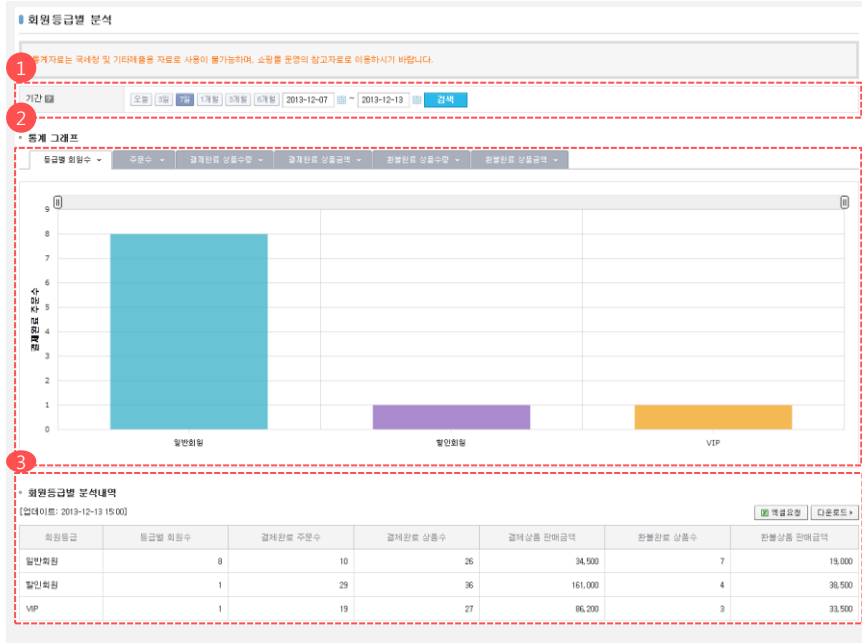 회원등급별 분석
통계자료는 국세청 및 기타제출용 자료로 사용이 불가능하며, 쇼핑몰 운영의 참고자료로 이용하시기 바랍니다.
1
기간 ? 오늘 3일 7일 1개월 3개월 6개월 2013-12-07 ~ 2013-12-13 검색
2
통계 그래프
등급별 회원수 주문수 결제완료 상품수량 결제완료 상품금액 환불완료 상품수량 환불완료 상품금액
9
8
7
6
5
4
3
2
1
0
결제완료 주문수
일반회원 할인회원 VIP
3
회원등급별 분석내역
[업데이트: 2013-12-13 15:00] 엑셀요청 다운로드
회원등급 등급별 회원수 결제완료 주문수 결제완료 상품수 결제상품 판매금액 환불완료 상품수 환불상품 판매금액
일반회원 8 10 26 34,500 7 19,000
할인회원 1 29 36 161,000 4 38,500
VIP 1 19 27 86,200 3 33,500